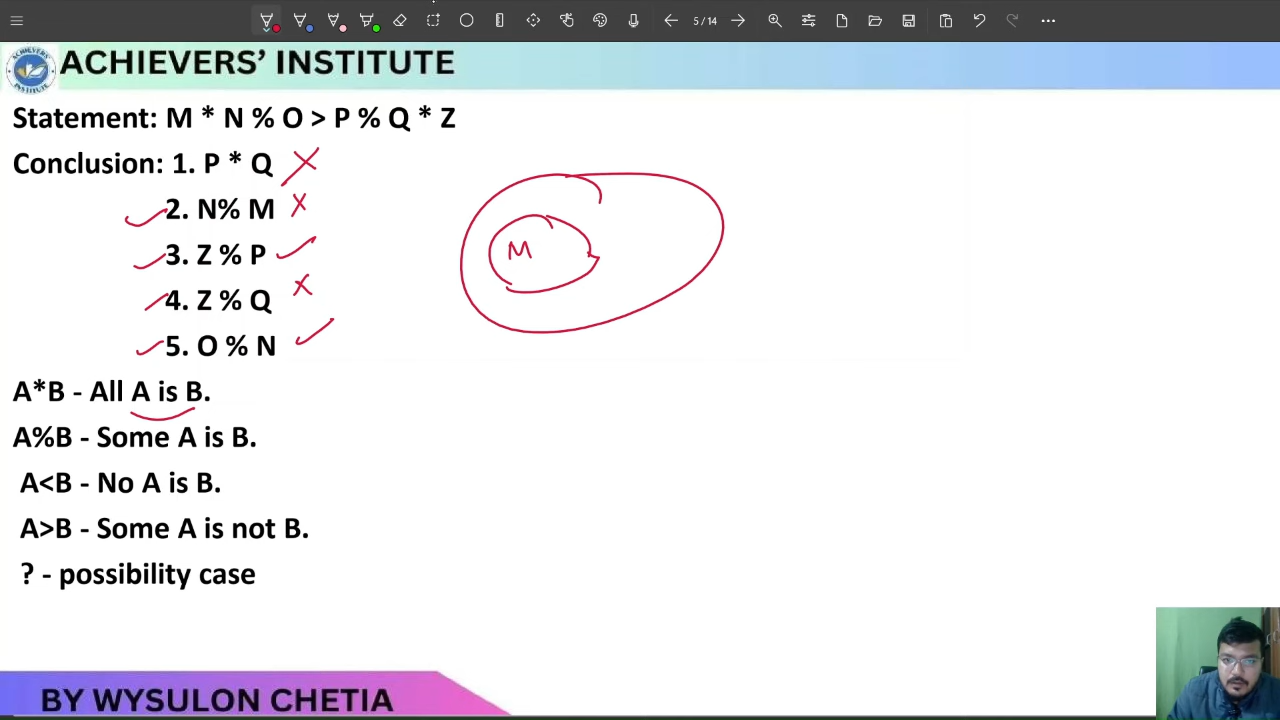 5 / 14
ACHIEVERS' INSTITUTE
Statement: M * N % O > P % Q * Z
Conclusion: 1. P * Q
2. N% M
3. Z % P
4. Z % Q
5. O % N
M
A*B - All A is B.
A%B - Some A is B.
A<B - No A is B.
A>B - Some A is not B.
? - possibility case
BY WYSULON CHETIA